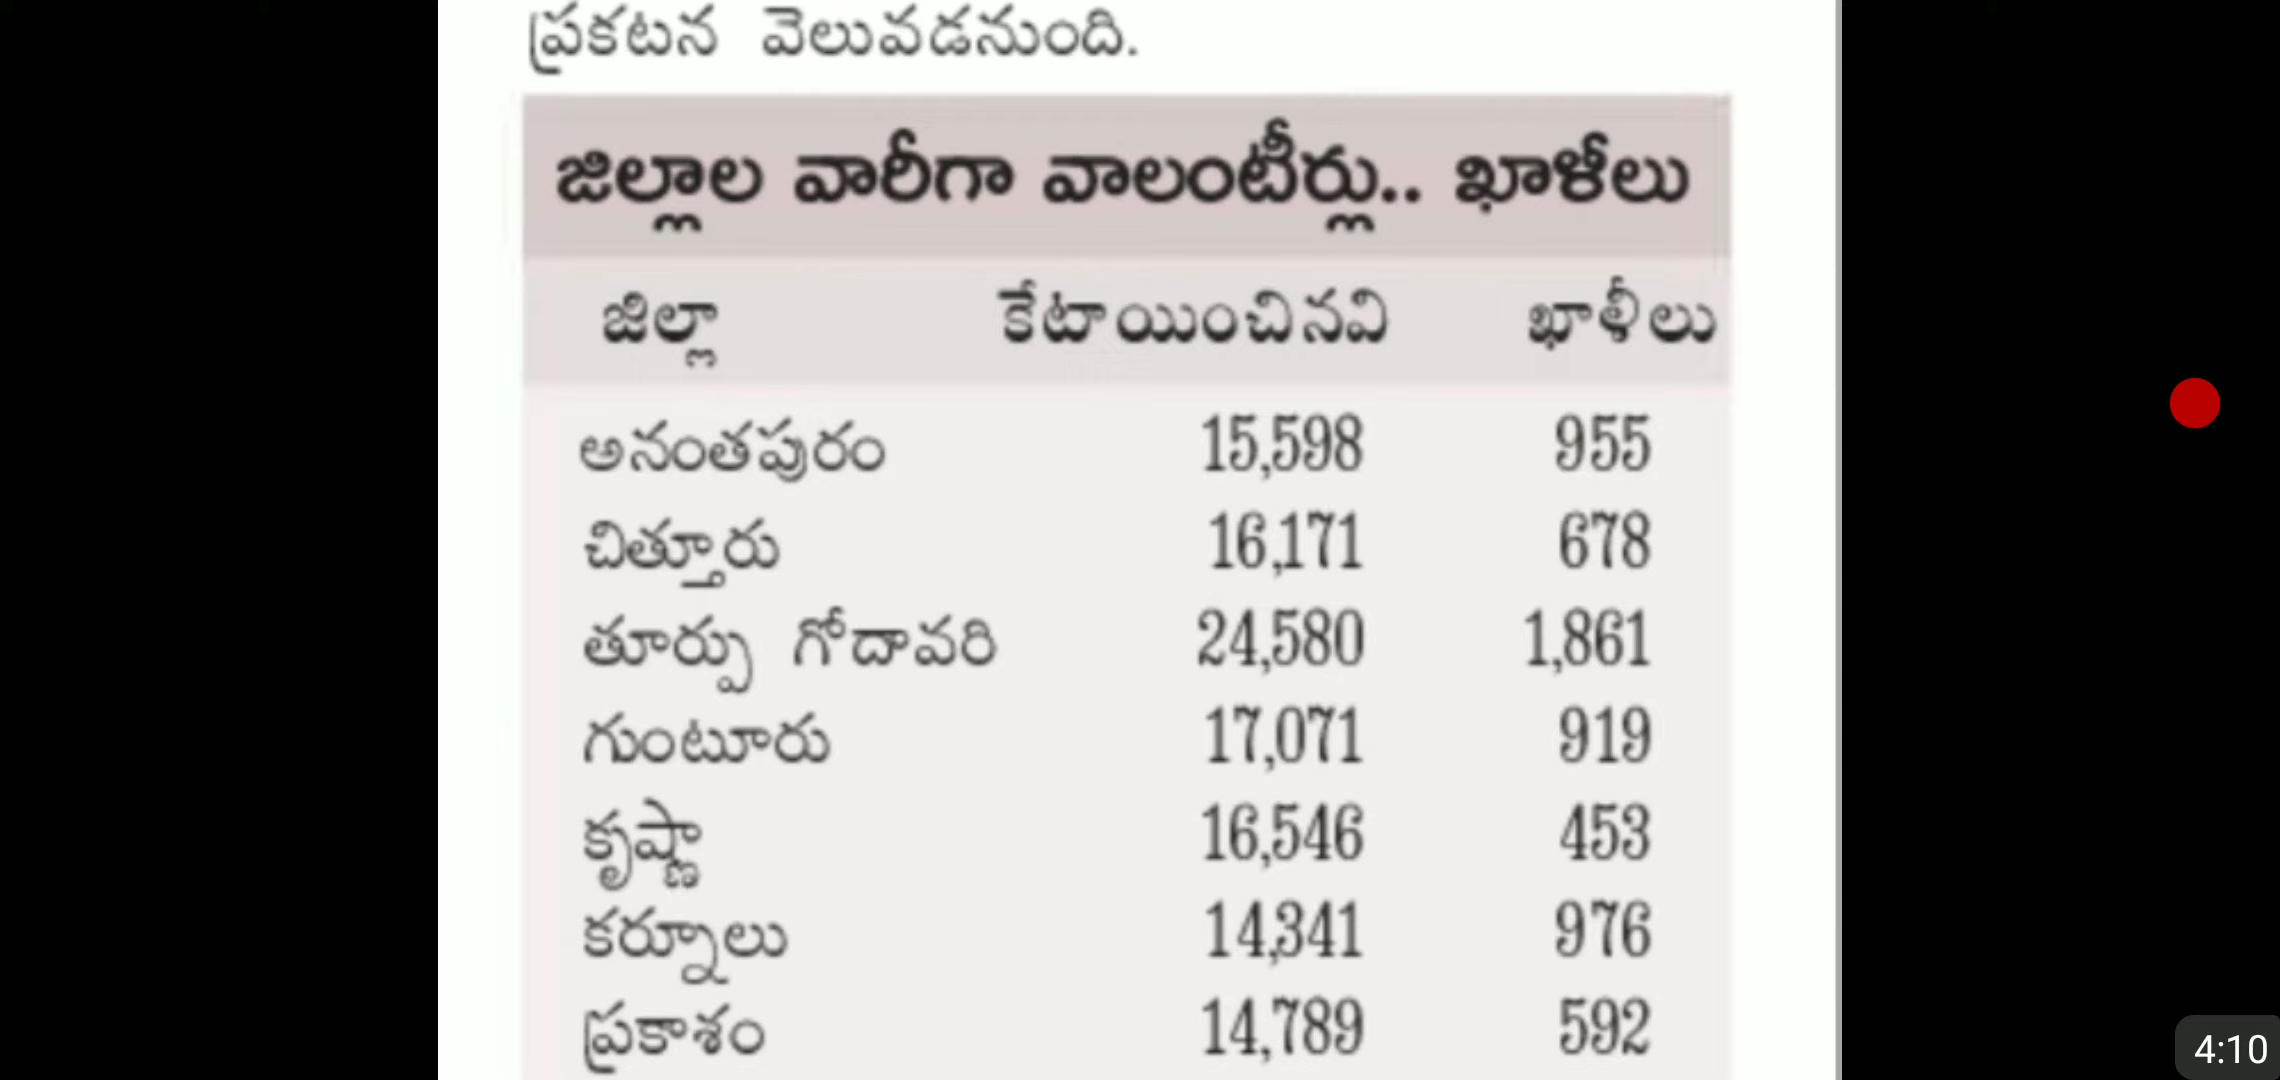 ప్రకటన వెలువడనుంది.
జిల్లాల వారీగా వాలంటీర్లు.. ఖాళీలు
జిల్లా కేటాయించినవి ఖాళీలు
అనంతపురం 15,598 955
చిత్తూరు 16,171 678
తూర్పు గోదావరి 24,580 1,861
గుంటూరు 17,071 919
కృష్ణా 16,546 453
కర్నూలు 14,341 976
ప్రకాశం 14,789 592
4:10